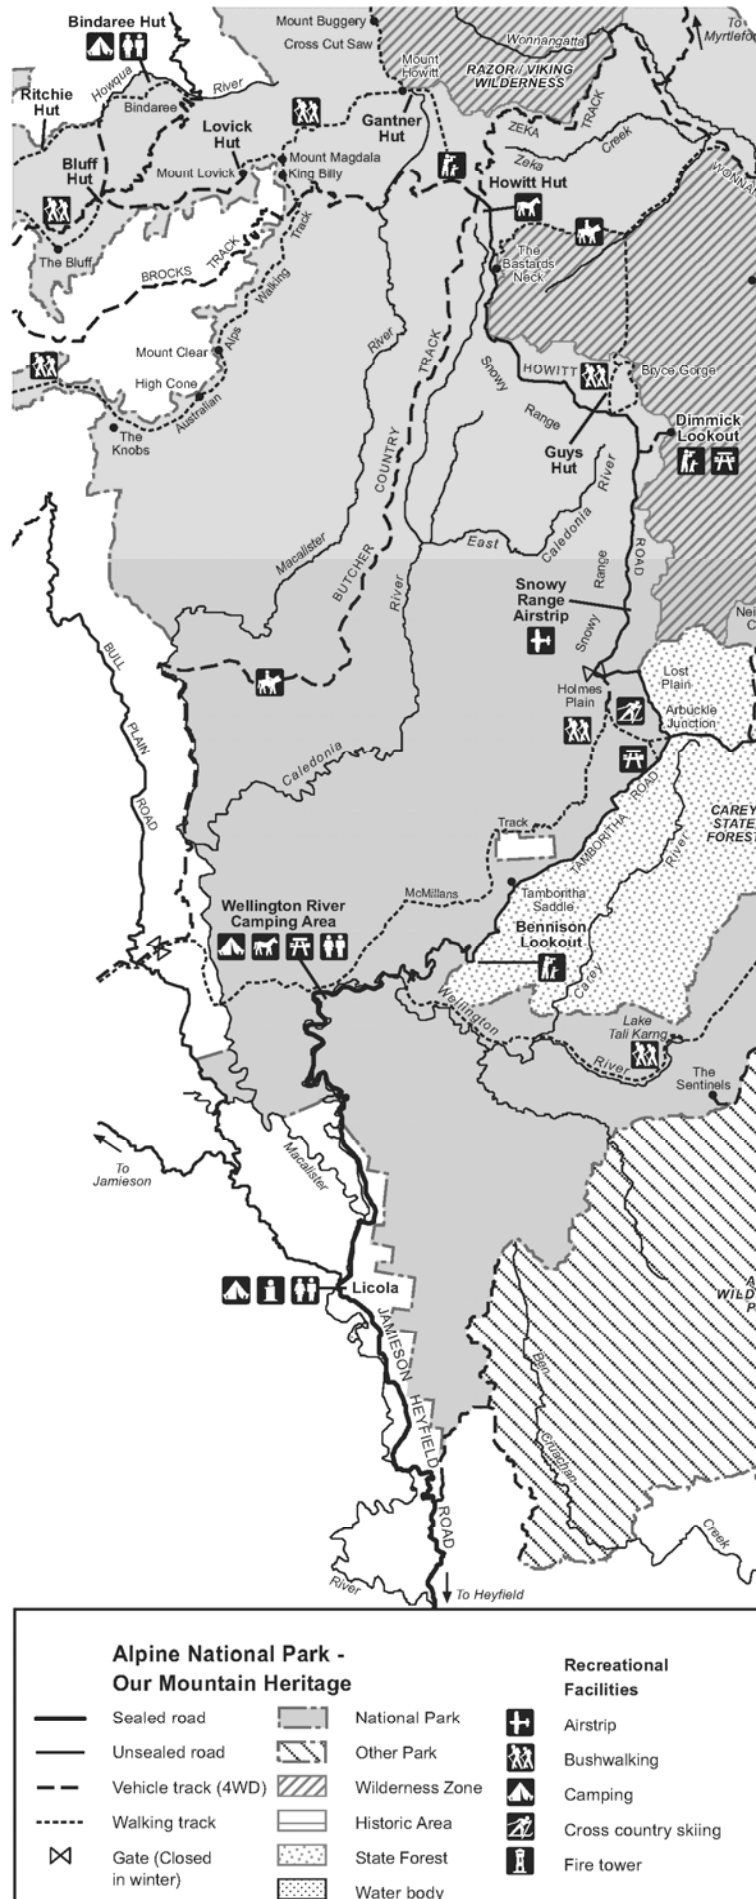 Mount Buggery
Cross Cut Saw
Bindaree Hut
Wonnangatta
To
Myrtlefo
Mount
Howitt
RAZOR / VIKING
WILDERNESS
Howqua
River
Bindaree
Ritchie
Hut
Gantner
Hut
Lovick
Hut
ZEKA
TRACK
Zeka
Creek
WONNAN
Bluff
Hut
Mount Lovick
Mount Magdala
King Billy
Howitt Hut
The Bluff
BROCKS
TRACK
Walking
Track
The
Bastards
Neck
Mount Clear
Alps
River
TRACK
Snowy
HOWITT
Bryce Gorge
High Cone
Australian
Range
Dimmick
Lookout
The
Knobs
Guys
Hut
COUNTRY
River
East
Caledonia
ROAD
Macalister
BUTCHER
River
Range
Snowy
Range
Airstrip
Snowy
Nei
C
BULL
PLAIN
ROAD
Holmes
Plain
Lost
Plain
Arbuckle
Junction
Caledonia
ROAD
TAMBORITHA
River
CAREY
STATE
FOREST
Track
McMillans
Tamboritha
Saddle
Wellington River
Camping Area
Bennison
Lookout
Carey
Wellington
River
Lake
Tali Karng
The
Sentinels
To
Jamieson
Macalister
Licola
A
WILD
P
JAMIESON
HEYFIELD
ROAD
Ben
Cruachan
Creek
River
To Heyfield
Alpine National Park -
Our Mountain Heritage
Sealed road
Unsealed road
Vehicle track (4WD)
Walking track
Gate (Closed
in winter)
National Park
Other Park
Wilderness Zone
Historic Area
State Forest
Water body
Recreational
Facilities
Airstrip
Bushwalking
Camping
Cross country skiing
Fire tower